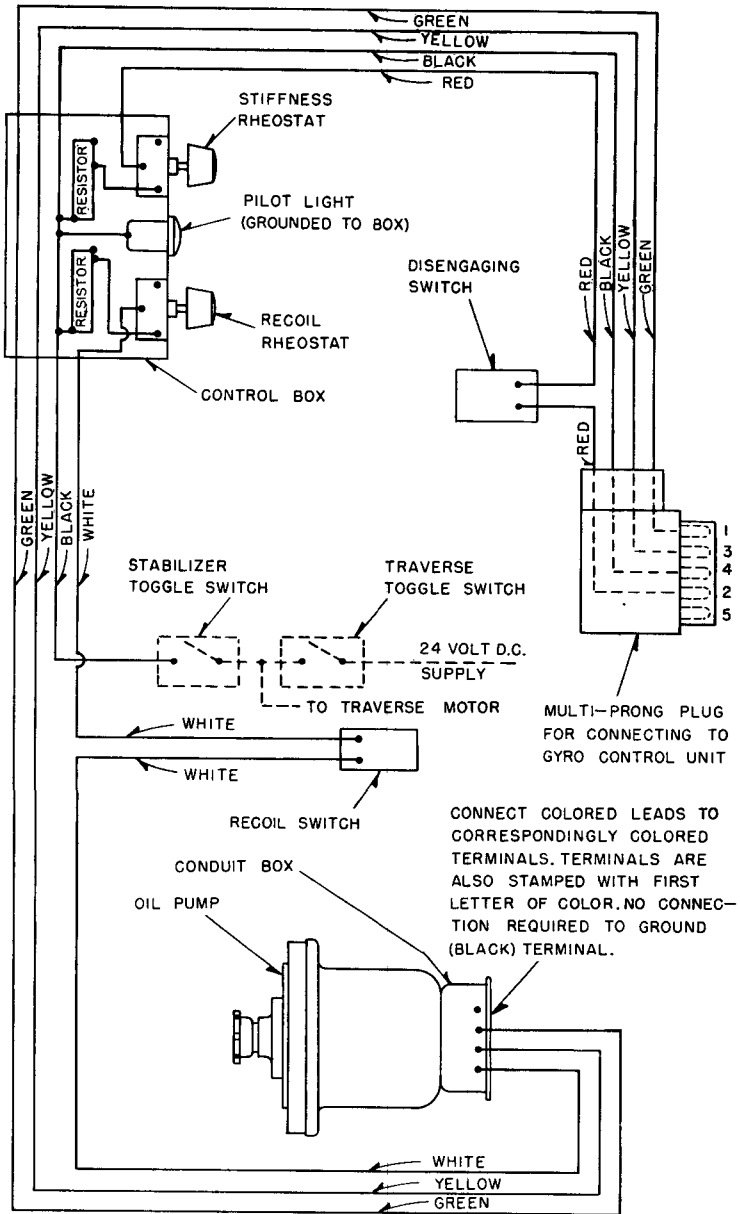 GREEN
YELLOW
BLACK
RED
STIFFNESS
RHEOSTAT
RESISTOR
PILOT LIGHT
(GROUNDED TO BOX)
RESISTOR
RECOIL
RHEOSTAT
CONTROL BOX
DISENGAGING
SWITCH
RED
BLACK
YELLOW
GREEN
RED
GREEN
YELLOW
BLACK
WHITE
1
3
4
2
5
STABILIZER
TOGGLE SWITCH
TRAVERSE
TOGGLE SWITCH
24 VOLT D.C.
SUPPLY
TO TRAVERSE MOTOR
MULTI-PRONG PLUG
FOR CONNECTING TO
GYRO CONTROL UNIT
WHITE
WHITE
RECOIL SWITCH
CONNECT COLORED LEADS TO
CORRESPONDINGLY COLORED
TERMINALS. TERMINALS ARE
ALSO STAMPED WITH FIRST
LETTER OF COLOR. NO CONNEC-
TION REQUIRED TO GROUND
(BLACK) TERMINAL.
CONDUIT BOX
OIL PUMP
WHITE
YELLOW
GREEN